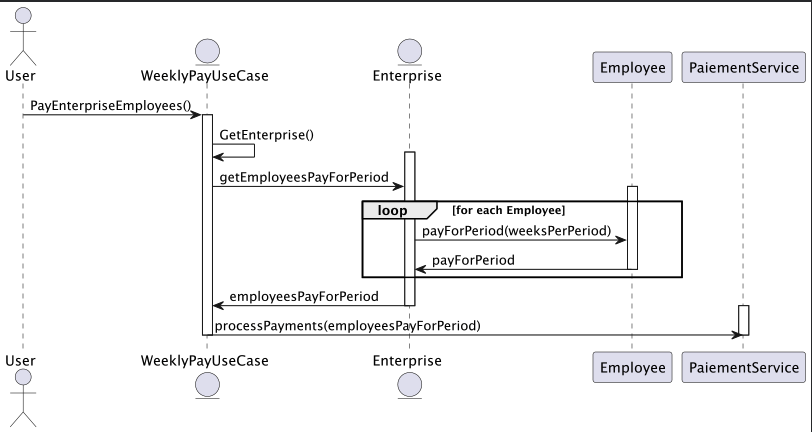 User
WeeklyPayUseCase
Enterprise
Employee
PaiementService
PayEnterpriseEmployees()
GetEnterprise()
getEmployeesPayForPeriod
loop
[for each Employee]
payForPeriod(weeksPerPeriod)
payForPeriod
employeesPayForPeriod
processPayments(employeesPayForPeriod)
User
WeeklyPayUseCase
Enterprise
Employee
PaiementService